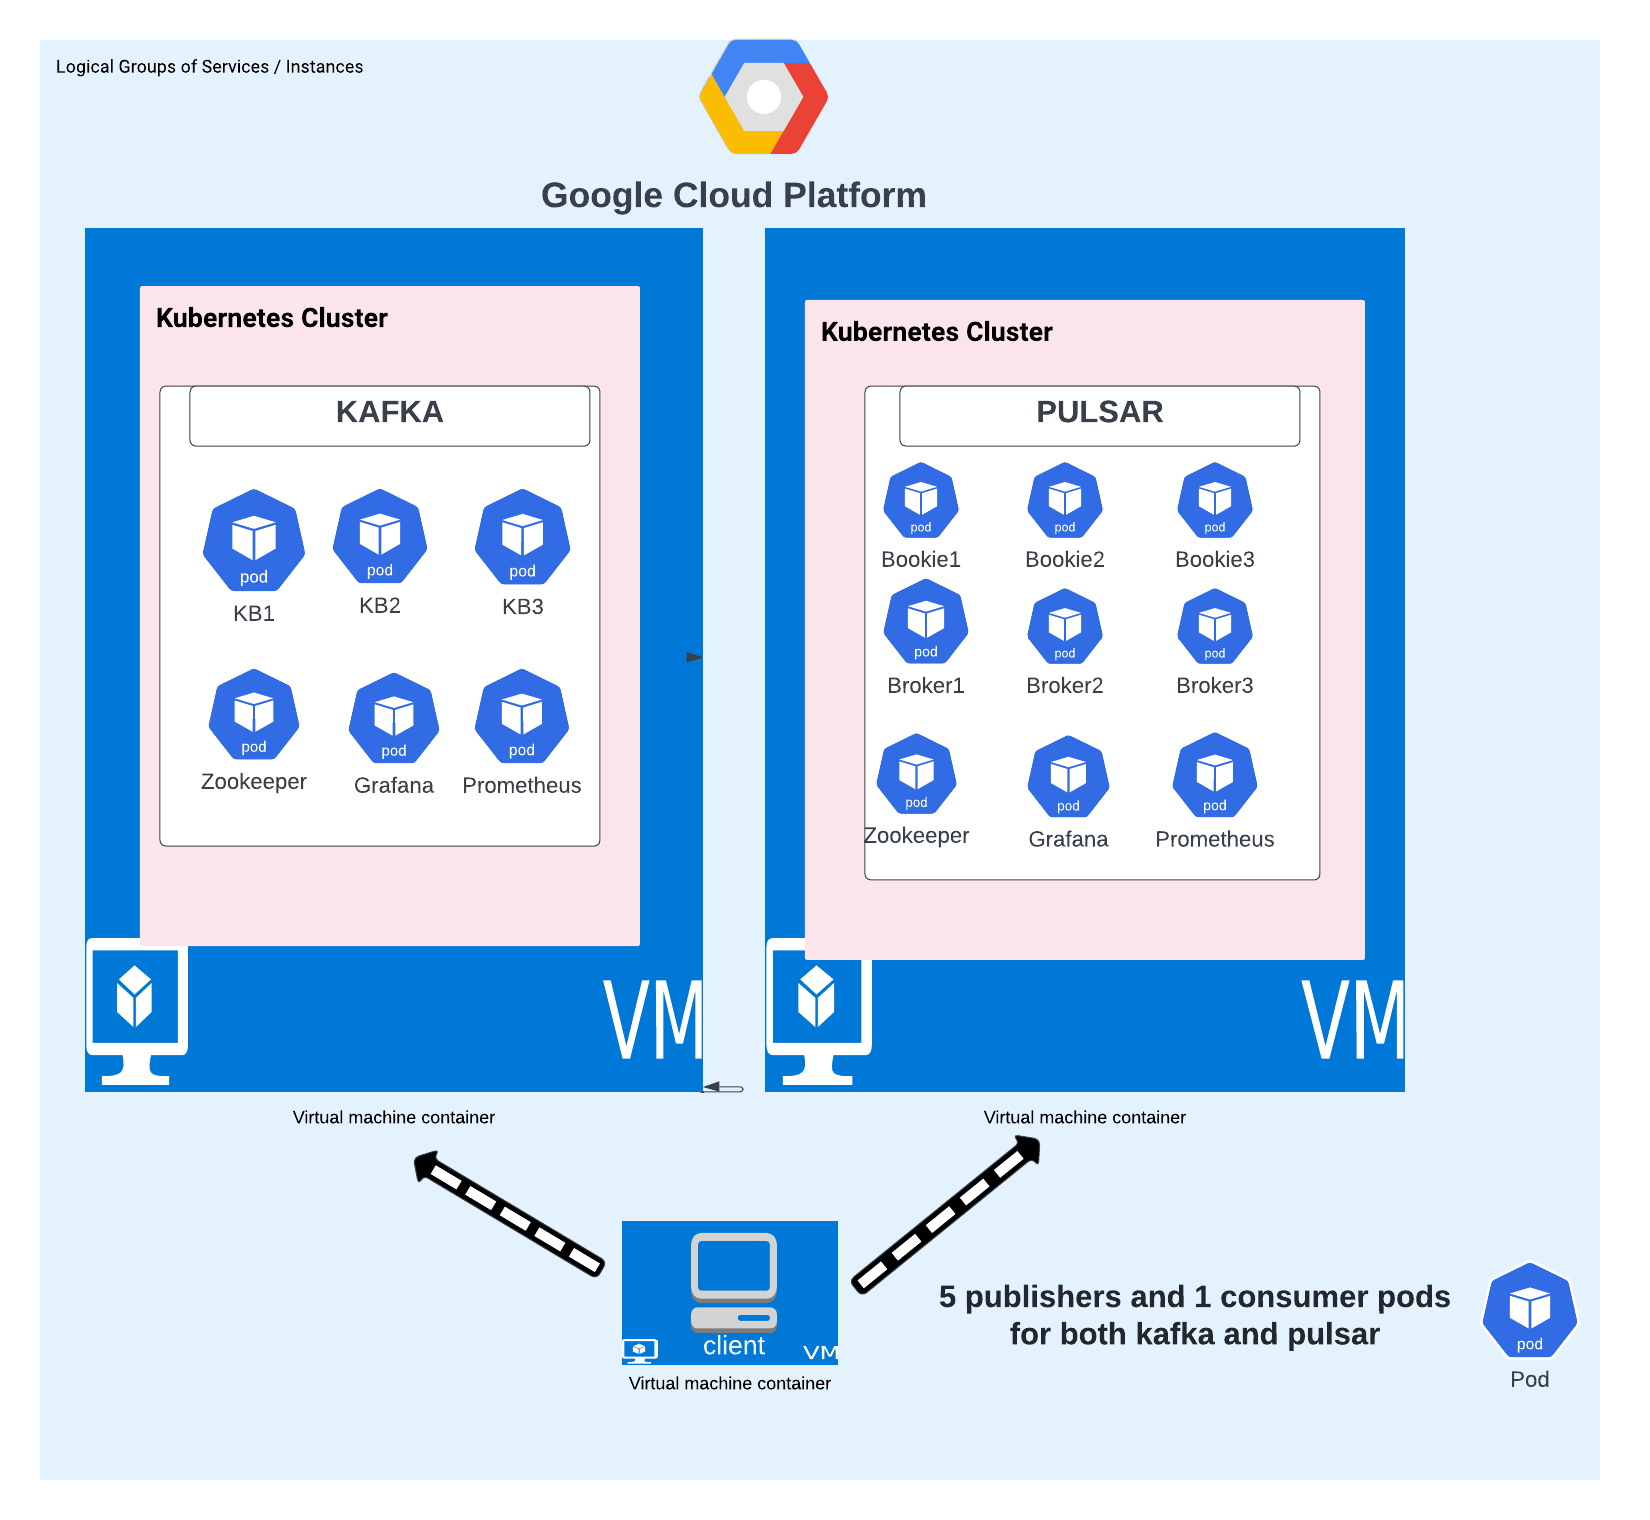 Logical Groups of Services / Instances
Google Cloud Platform
Kubernetes Cluster
KAFKA
pod
pod
pod
KB1
KB2
KB3
pod
pod
pod
Zookeeper
Grafana
Prometheus
VM
Virtual machine container
Kubernetes Cluster
PULSAR
pod
pod
pod
Bookie1
Bookie2
Bookie3
pod
pod
pod
Broker1
Broker2
Broker3
pod
pod
pod
Zookeeper
Grafana
Prometheus
VM
Virtual machine container
client
VM
Virtual machine container
5 publishers and 1 consumer pods
for both kafka and pulsar
pod
Pod